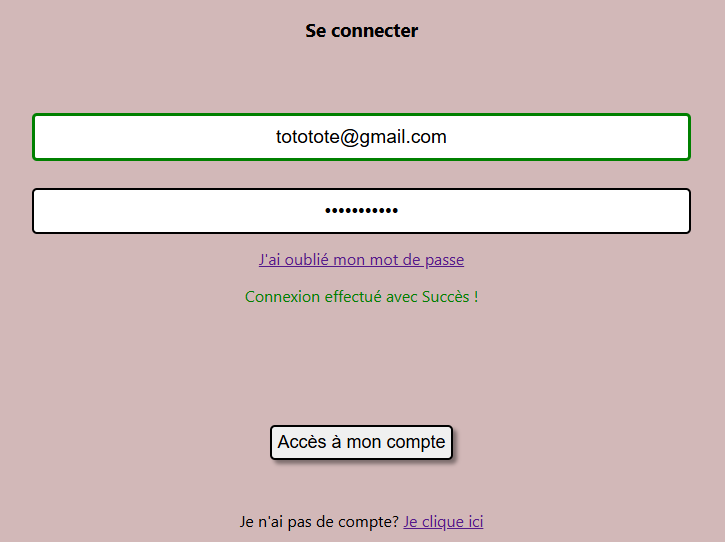 Se connecter
tototote@gmail.com
•••••••••••
J'ai oublié mon mot de passe
Connexion effectué avec Succès !
Accès à mon compte
Je n'ai pas de compte? Je clique ici